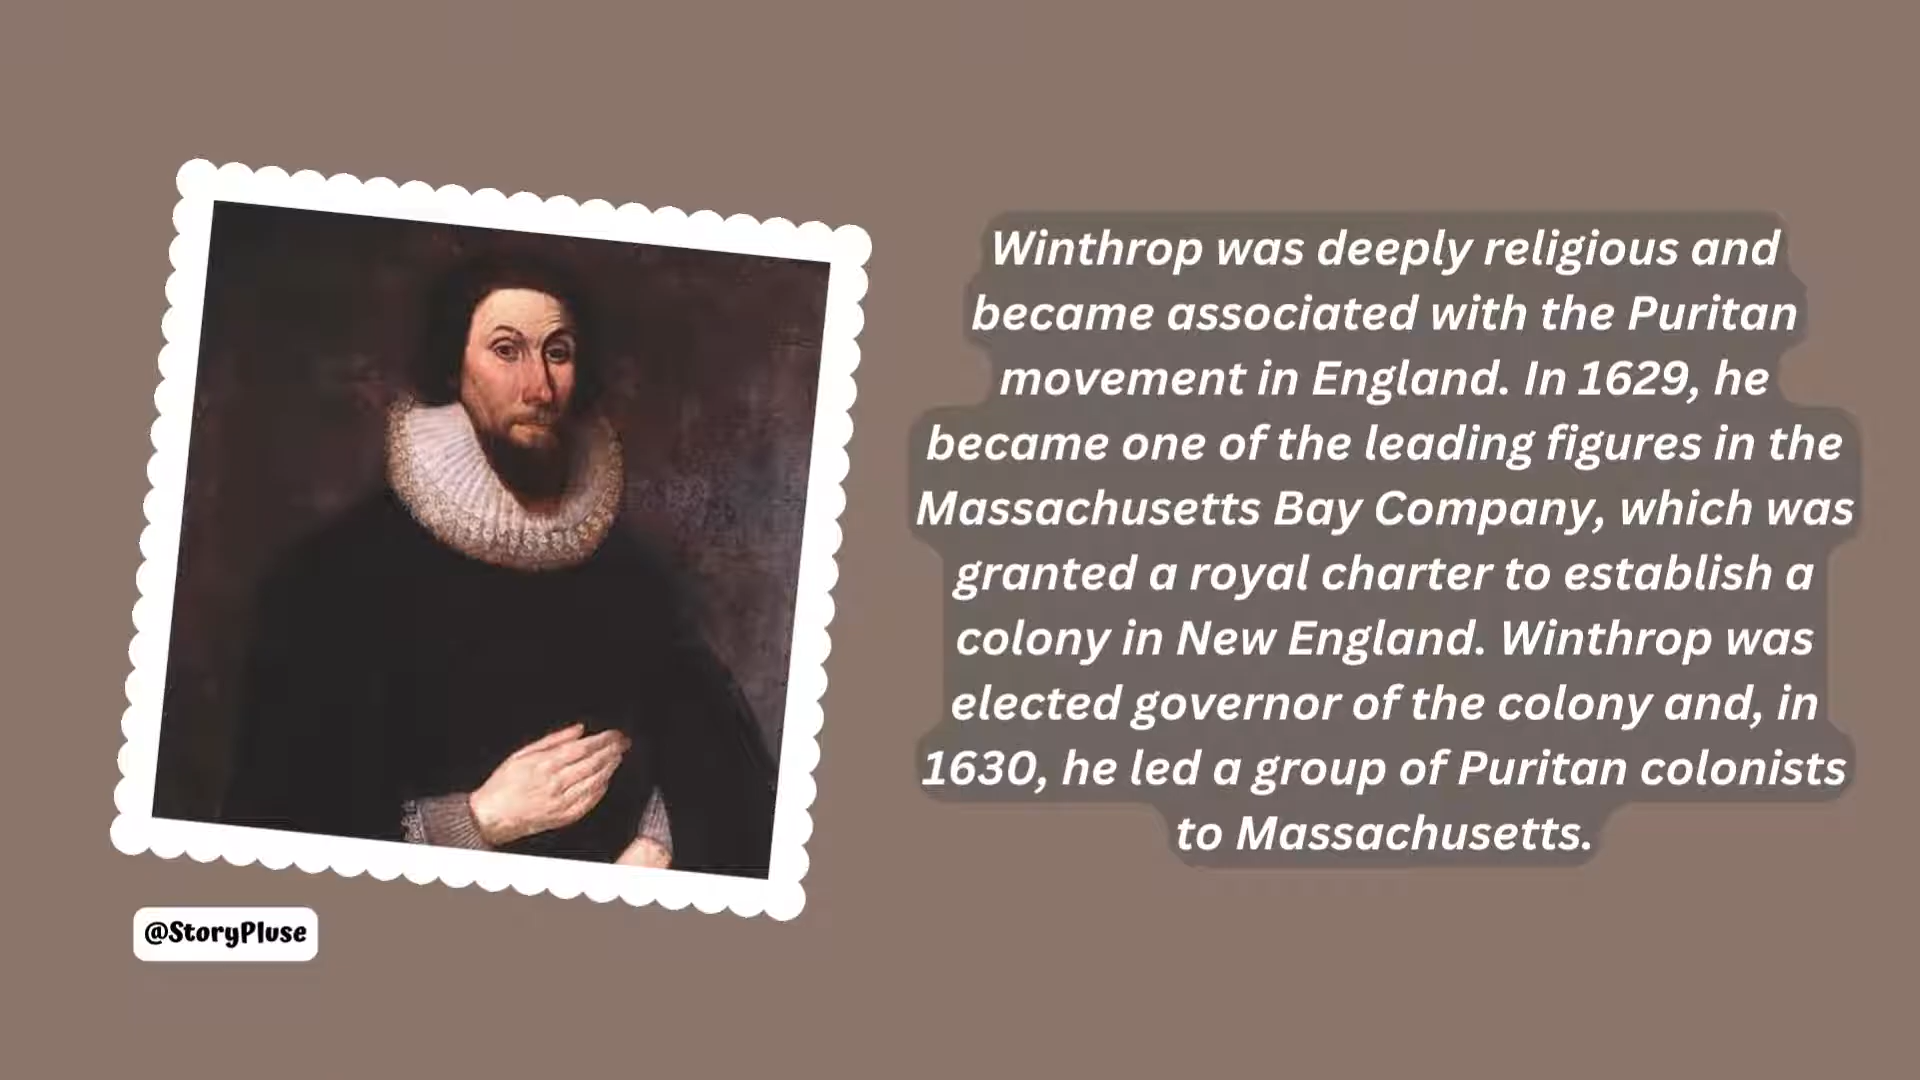 Winthrop was deeply religious and
became associated with the Puritan
movement in England. In 1629, he
became one of the leading figures in the
Massachusetts Bay Company, which was
granted a royal charter to establish a
colony in New England. Winthrop was
elected governor of the colony and, in
1630, he led a group of Puritan colonists
to Massachusetts.
@StoryPluse